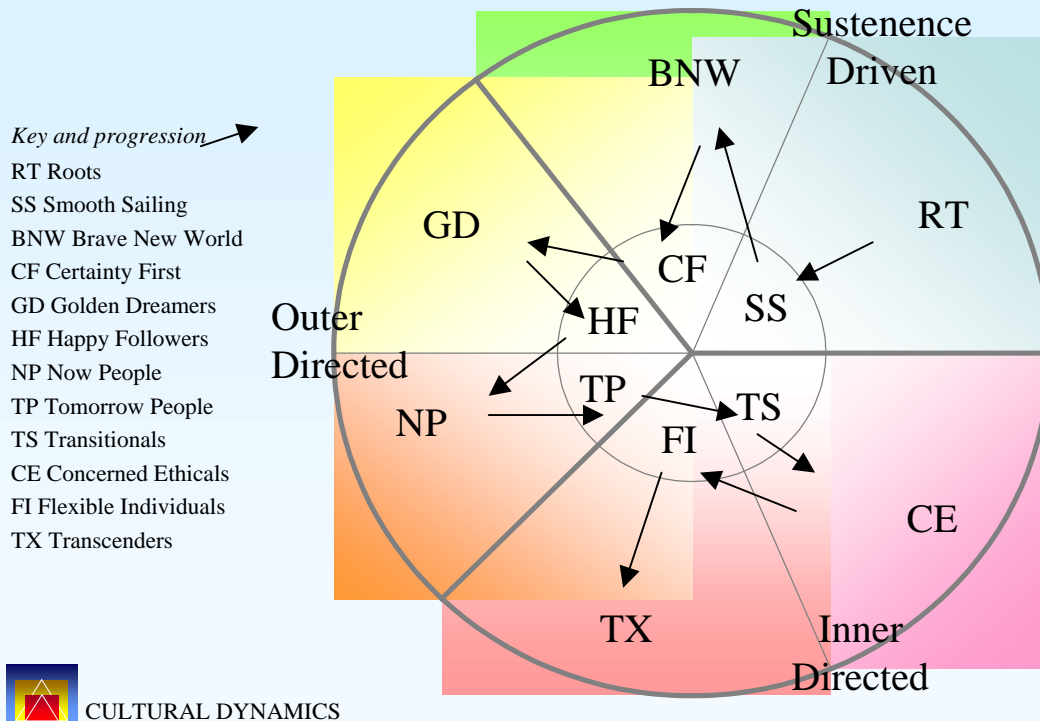 Key and progression
RT Roots
SS Smooth Sailing
BNW Brave New World
CF Certainty First
GD Golden Dreamers
HF Happy Followers
NP Now People
TP Tomorrow People
TS Transitionals
CE Concerned Ethicals
FI Flexible Individuals
TX Transcenders
Sustenence
Driven
BNW
RT
GD
CF
SS
HF
Outer
Directed
TP
TS
NP
FI
CE
TX
Inner
Directed
CULTURAL DYNAMICS